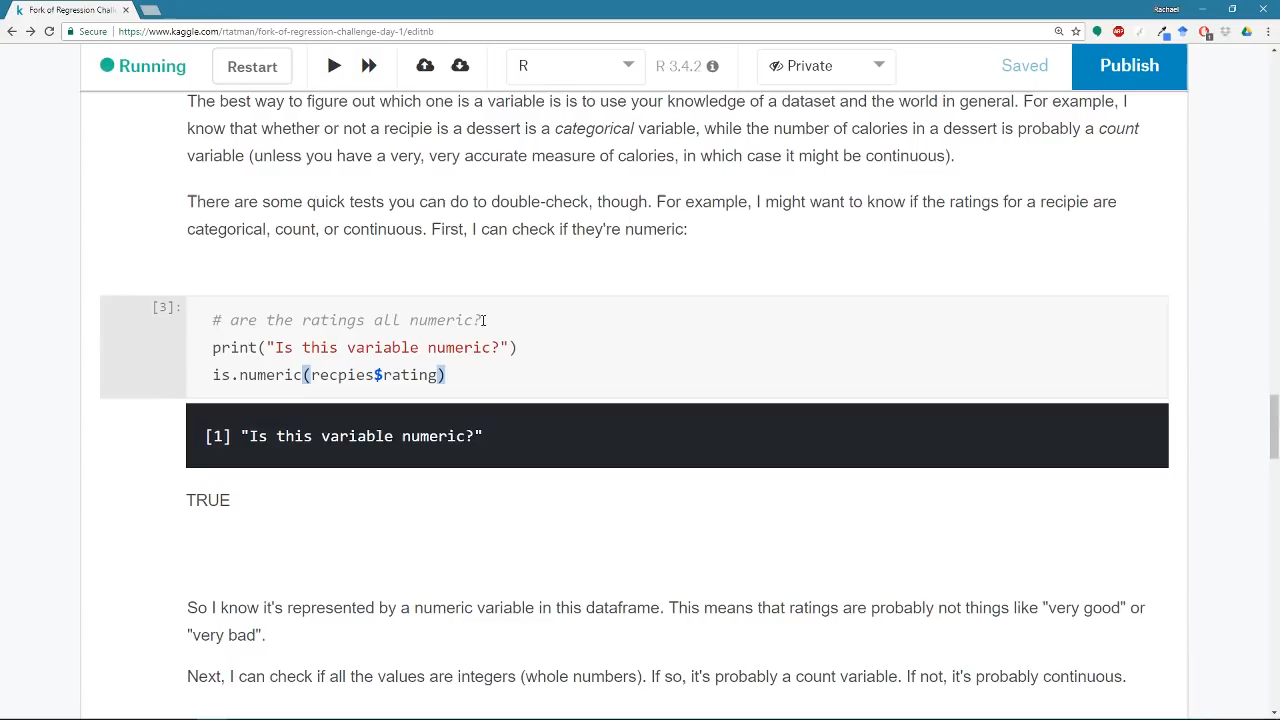 Fork of Regression Challe
Rachael
Secure
https://www.kaggle.com/rtatman/fork-of-regression-challenge-day-1/editnb
Running
Restart
R
R 3.4.2
Private
Saved
Publish
The best way to figure out which one is a variable is is to use your knowledge of a dataset and the world in general. For example, I
know that whether or not a recipie is a dessert is a categorical variable, while the number of calories in a dessert is probably a count
variable (unless you have a very, very accurate measure of calories, in which case it might be continuous).
There are some quick tests you can do to double-check, though. For example, I might want to know if the ratings for a recipie are
categorical, count, or continuous. First, I can check if they're numeric:
[3]:
# are the ratings all numeric?
print("Is this variable numeric?")
is.numeric(recpies$rating)
[1] "Is this variable numeric?"
TRUE
So I know it's represented by a numeric variable in this dataframe. This means that ratings are probably not things like "very good" or
"very bad".
Next, I can check if all the values are integers (whole numbers). If so, it's probably a count variable. If not, it's probably continuous.